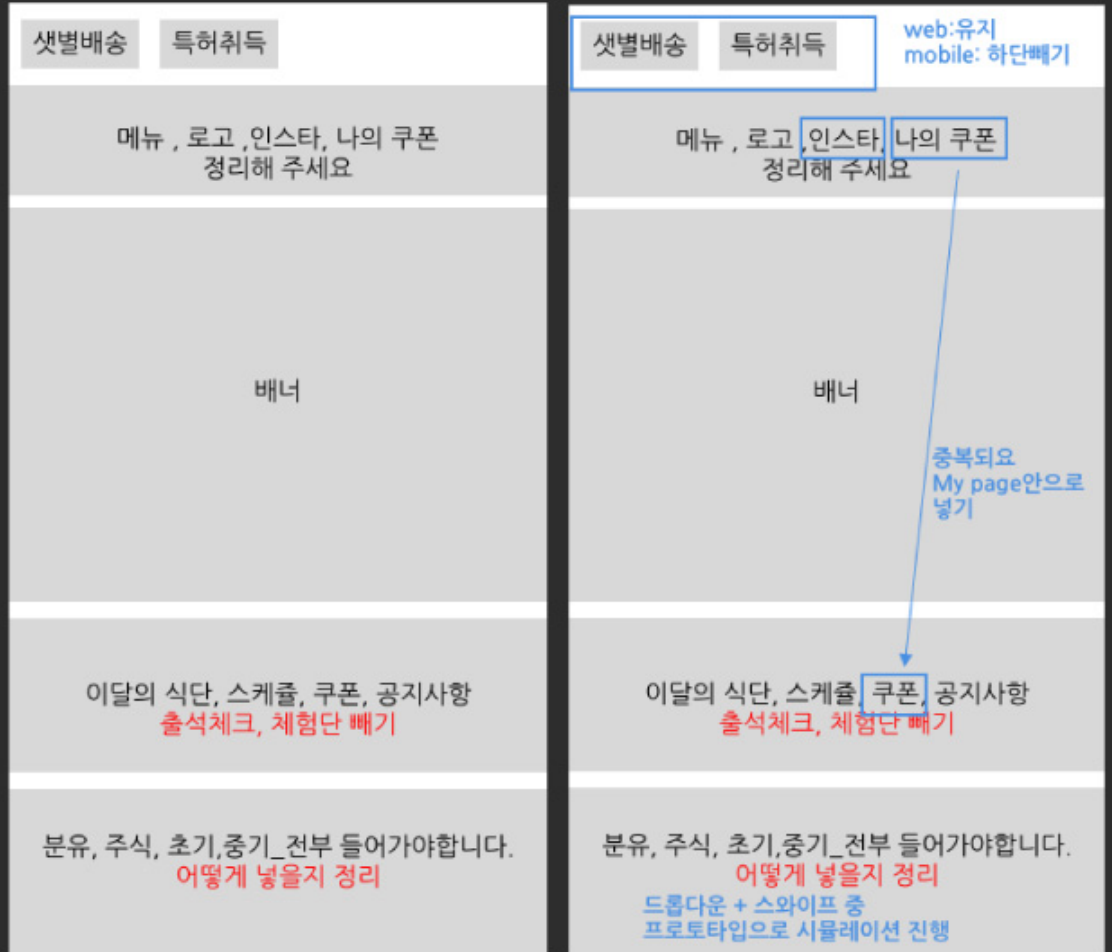 샛별배송 특허취득
메뉴 , 로고 ,인스타, 나의 쿠폰
정리해 주세요
배너
이달의 식단, 스케쥴, 쿠폰, 공지사항
출석체크, 체험단 빼기
분유, 주식, 초기,중기_전부 들어가야합니다.
어떻게 넣을지 정리
샛별배송 특허취득
web:유지
mobile: 하단빼기
메뉴 , 로고 ,인스타, 나의 쿠폰
정리해 주세요
배너
중복되요
My page안으로
넣기
이달의 식단, 스케쥴, 쿠폰, 공지사항
출석체크, 체험단 빼기
분유, 주식, 초기,중기_전부 들어가야합니다.
어떻게 넣을지 정리
드롭다운 + 스와이프 중
프로토타입으로 시뮬레이션 진행